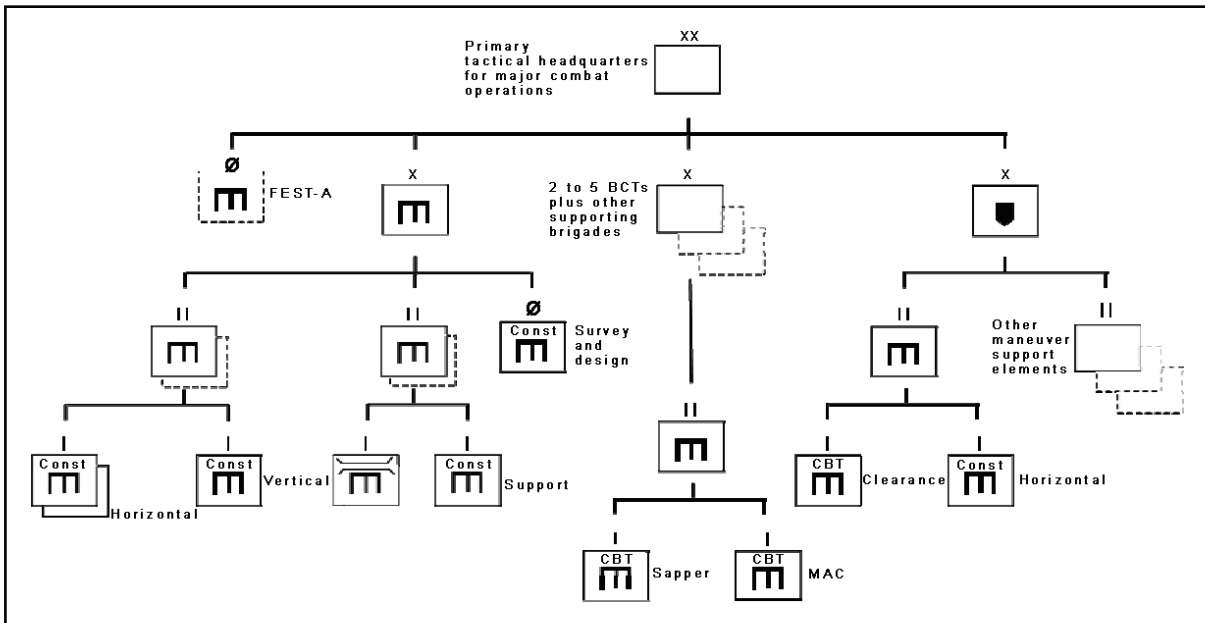 XX
Primary
tactical headquarters
for major combat
operations
Ø
FEST-A
X
2 to 5 BCTs
plus other
supporting
brigades
X
X
II
II
Ø
Const
Survey
and
design
II
II
Other
maneuver
support
elements
II
I
Const
Horizontal
I
Const
Vertical
I
I
Const
Support
I
CBT
Clearance
I
Const
Horizontal
I
CBT
Sapper
I
CBT
MAC